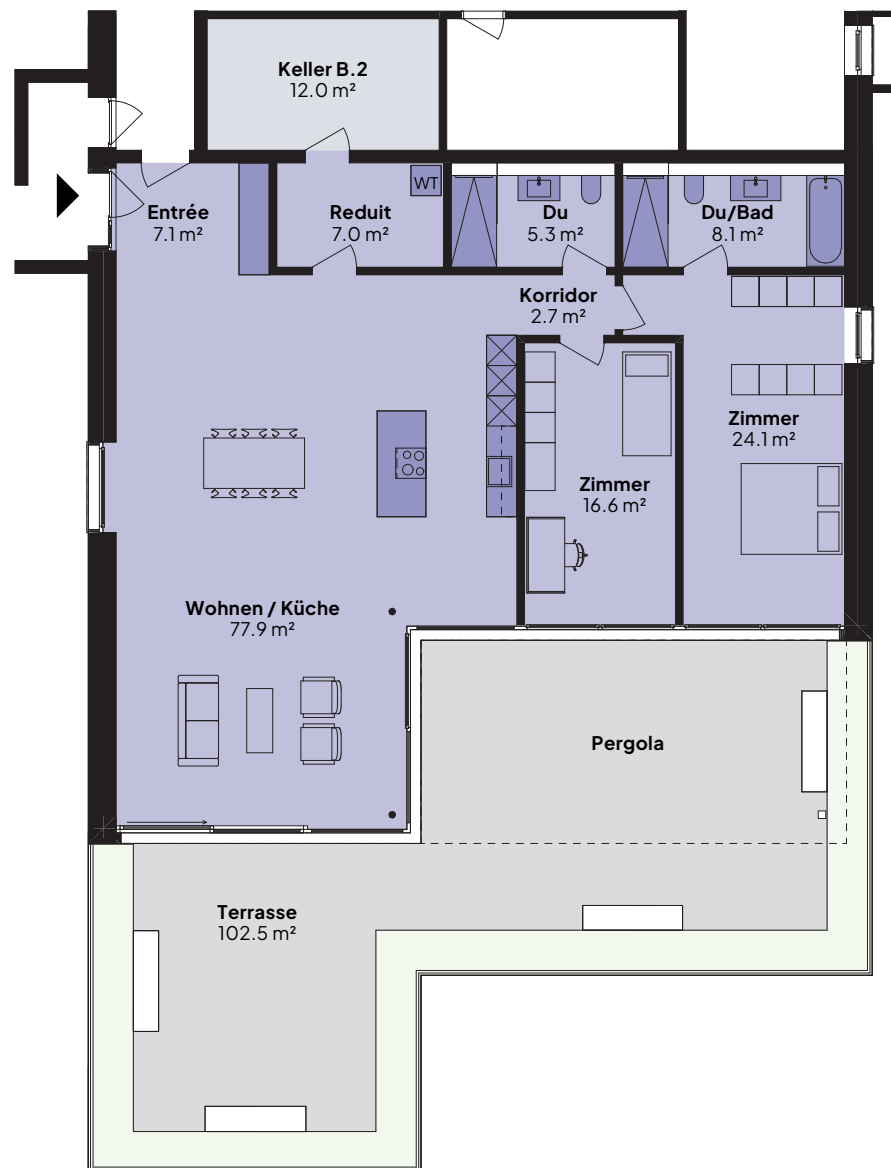 Keller B.2
12.0 m²
WT
Entrée
7.1 m²
Reduit
7.0 m²
Du
5.3 m²
Du/Bad
8.1 m²
Korridor
2.7 m²
Zimmer
24.1 m²
Zimmer
16.6 m²
Wohnen / Küche
77.9 m²
Pergola
Terrasse
102.5 m²